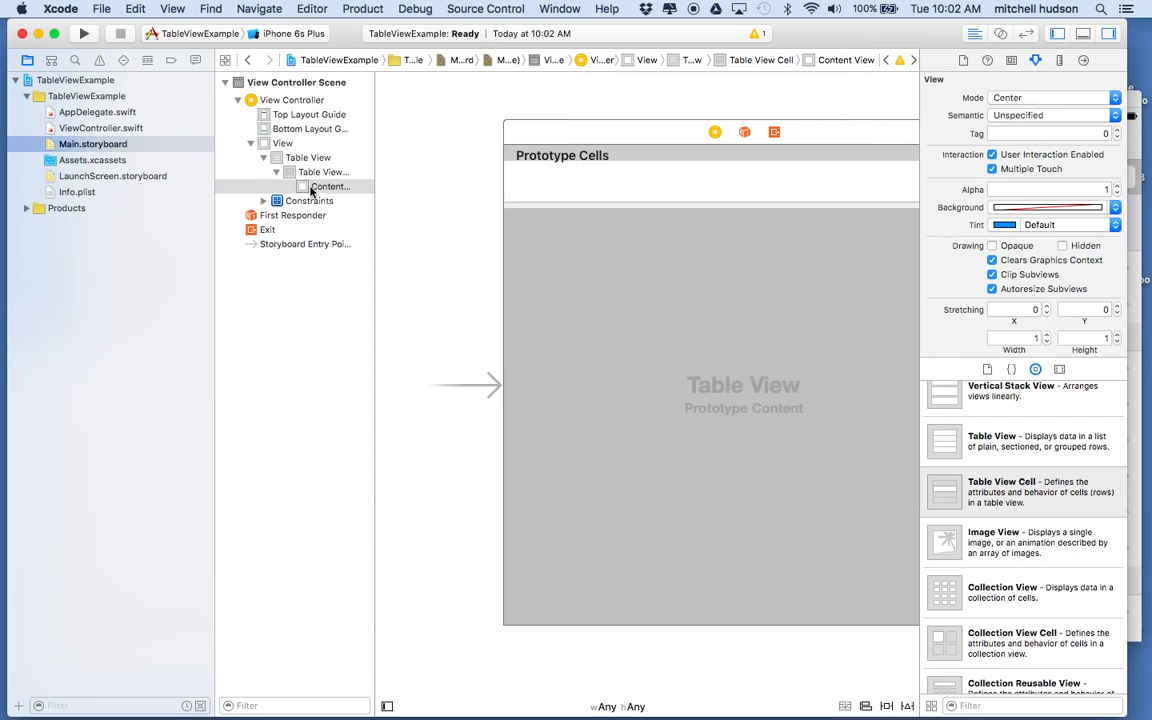 Xcode File Edit View Find Navigate Editor Product Debug Source Control Window Help 100% Tue 10:02 AM mitchell hudson
TableViewExample iPhone 6s Plus TableViewExample: Ready Today at 10:02 AM 1
TableViewExample T...le M...rd M...e) Vi...e Vi...er View T...w Table View Cell Content View
TableViewExample
TableViewExample
AppDelegate.swift
ViewController.swift
Main.storyboard
Assets.xcassets
LaunchScreen.storyboard
Info.plist
Products
Filter
View Controller Scene
View Controller
Top Layout Guide
Bottom Layout G...
View
Table View
Table View...
Content...
Constraints
First Responder
Exit
Storyboard Entry Poi...
Filter
Prototype Cells
Table View
Prototype Content
wAny hAny
View
Mode Center
Semantic Unspecified
Tag 0
Interaction User Interaction Enabled
Multiple Touch
Alpha 1
Background
Tint Default
Drawing Opaque Hidden
Clears Graphics Context
Clip Subviews
Autoresize Subviews
Stretching 0 0
X Y
1 1
Width Height
Vertical Stack View - Arranges
views linearly.
Table View - Displays data in a list
of plain, sectioned, or grouped rows.
Table View Cell - Defines the
attributes and behavior of cells (rows)
in a table view.
Image View - Displays a single
image, or an animation described by
an array of images.
Collection View - Displays data in a
collection of cells.
Collection View Cell - Defines the
attributes and behavior of cells in a
collection view.
Collection Reusable View -
Filter